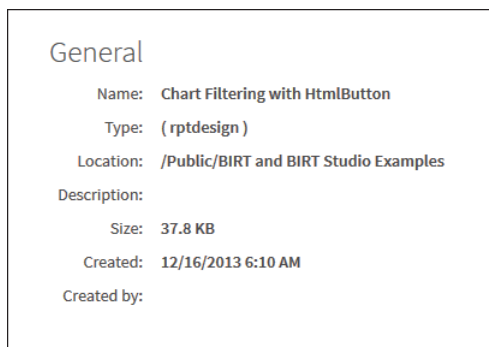 General
Name: Chart Filtering with HtmlButton
Type: ( rptdesign )
Location: /Public/BIRT and BIRT Studio Examples
Description:
Size: 37.8 KB
Created: 12/16/2013 6:10 AM
Created by: